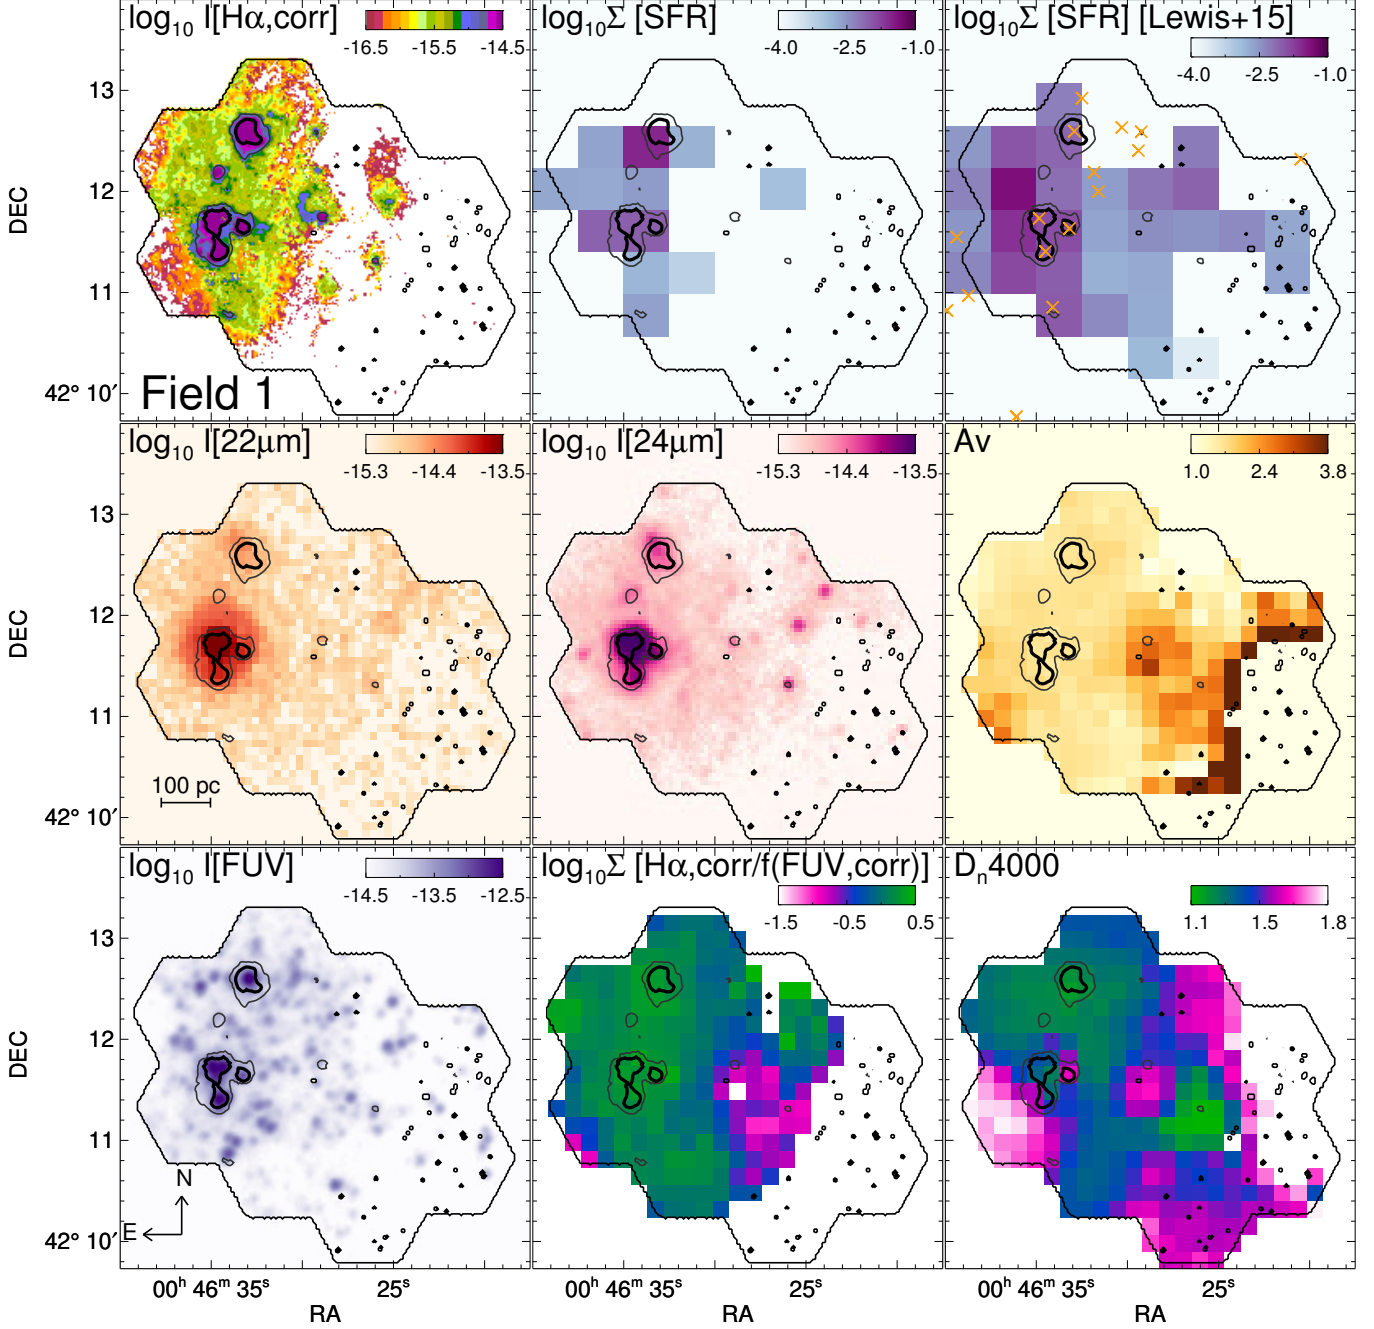 log₁₀ I[Hα,corr]
-16.5 -15.5 -14.5
log₁₀Σ [SFR]
-4.0 -2.5 -1.0
log₁₀Σ [SFR] [Lewis+15]
-4.0 -2.5 -1.0
DEC
13
12
11
42° 10′
Field 1
log₁₀ I[22μm]
-15.3 -14.4 -13.5
log₁₀ I[24μm]
-15.3 -14.4 -13.5
Av
1.0 2.4 3.8
DEC
13
12
11
42° 10′
100 pc
log₁₀ I[FUV]
-14.5 -13.5 -12.5
log₁₀Σ [Hα,corr/f(FUV,corr)]
-1.5 -0.5 0.5
Dₙ4000
1.1 1.5 1.8
DEC
13
12
11
42° 10′
N
E
00ʰ 46ᵐ 35ˢ 25ˢ
RA
00ʰ 46ᵐ 35ˢ 25ˢ
RA
00ʰ 46ᵐ 35ˢ 25ˢ
RA